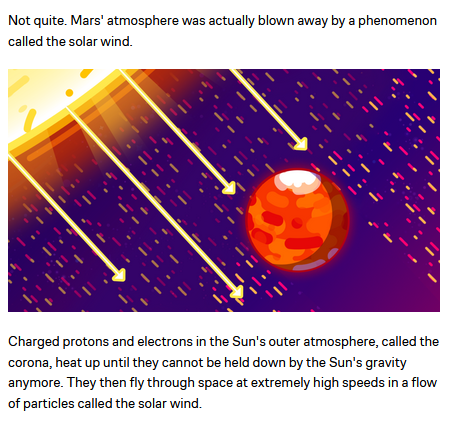 Not quite. Mars' atmosphere was actually blown away by a phenomenon
called the solar wind.
Charged protons and electrons in the Sun's outer atmosphere, called the
corona, heat up until they cannot be held down by the Sun's gravity
anymore. They then fly through space at extremely high speeds in a flow
of particles called the solar wind.